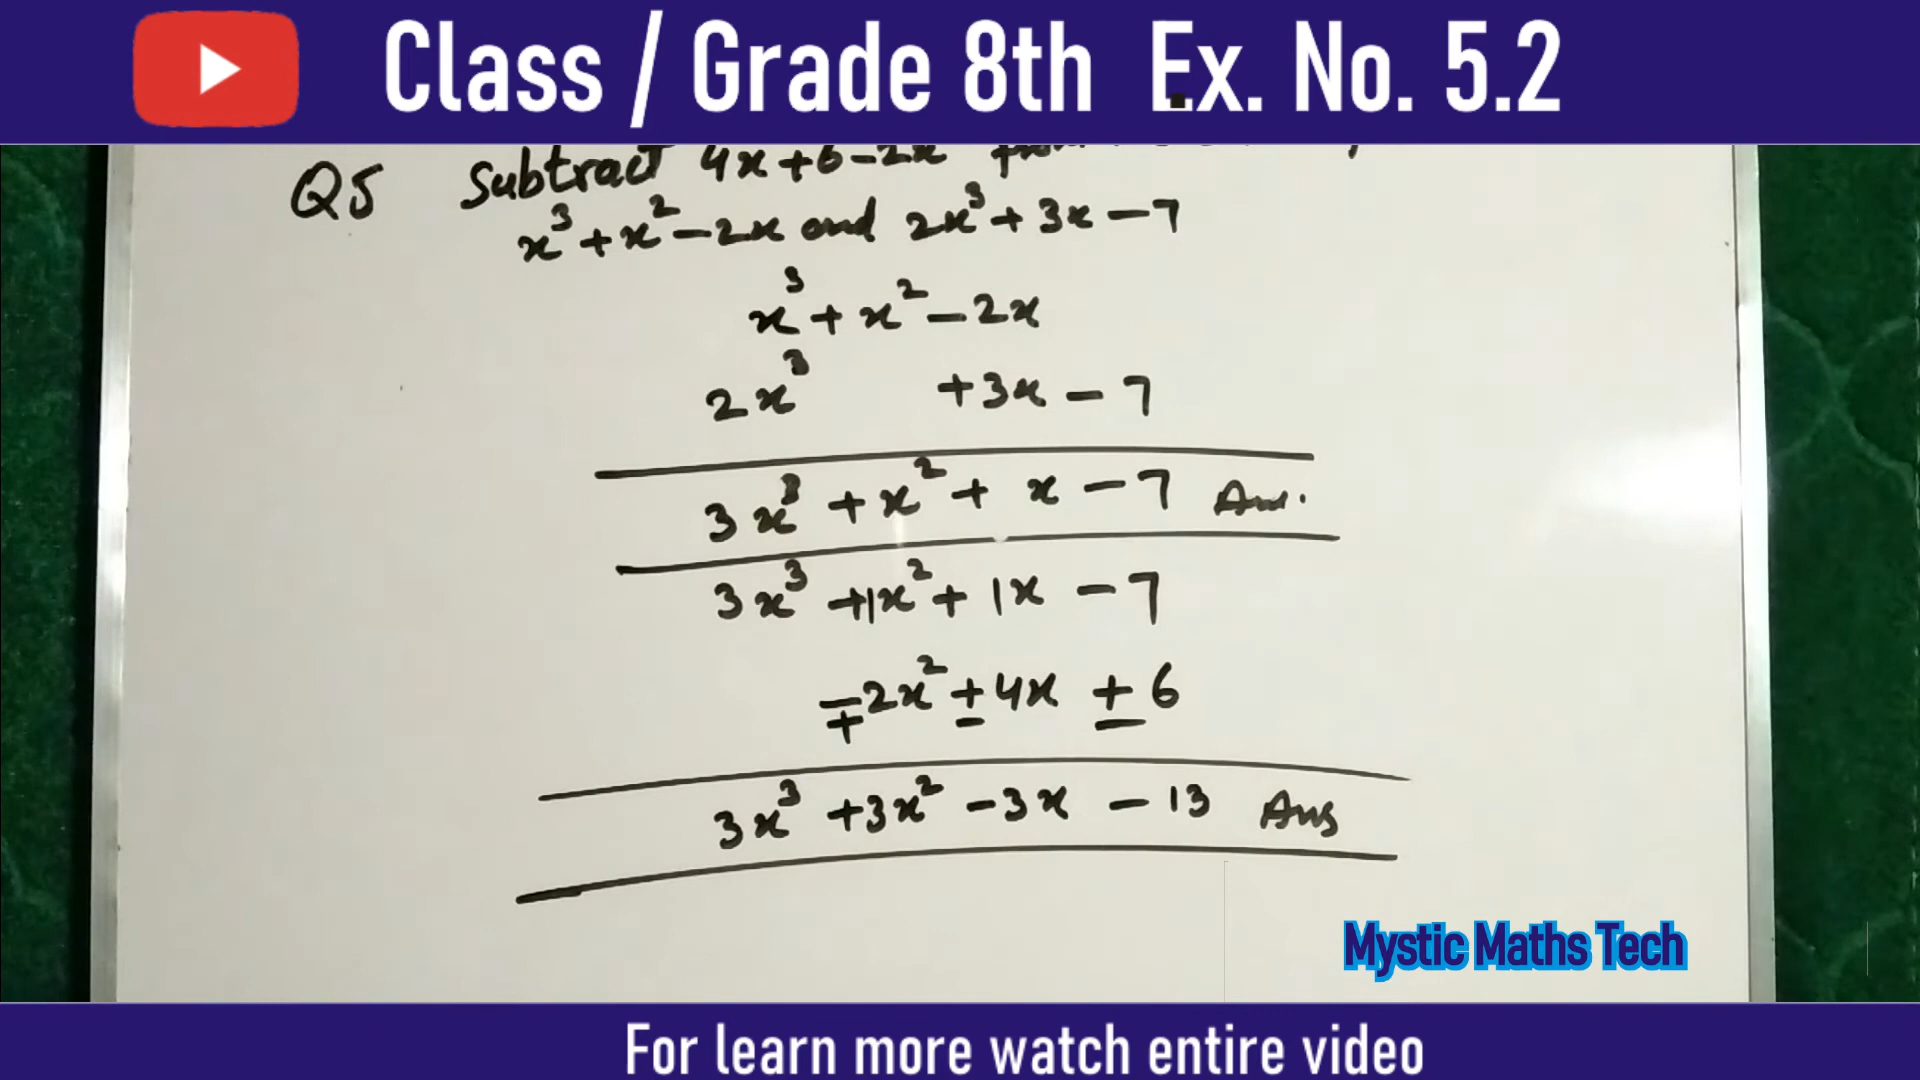 Class / Grade 8th Ex. No. 5.2
Q5 Subtract 4x+6-2x from
x³+x²-2x and 2x³+3x-7
x³+x²-2x
2x³ +3x-7
3x³+x²+x-7 Ans.
3x³+1x²+1x-7
∓2x²±4x±6
3x³+3x²-3x-13 Ans
Mystic Maths Tech
For learn more watch entire video